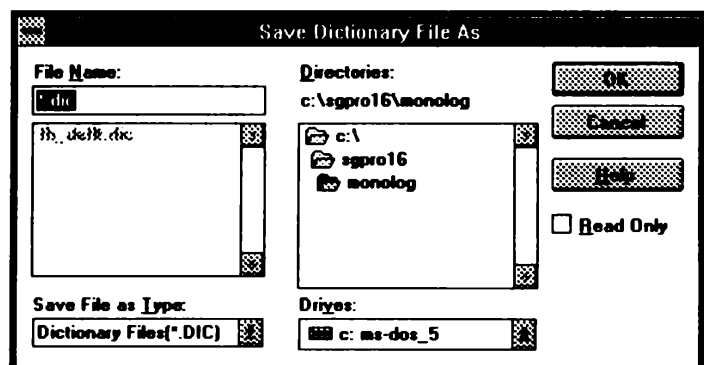 Save Dictionary File As
File Name:
*.dic
Directories:
c:\sgpro16\monolog
OK
Cancel
Help
c:\
sgpro16
monolog
Read Only
Save File as Type:
Dictionary Files(*.DIC)
Drives:
c: ms-dos_5